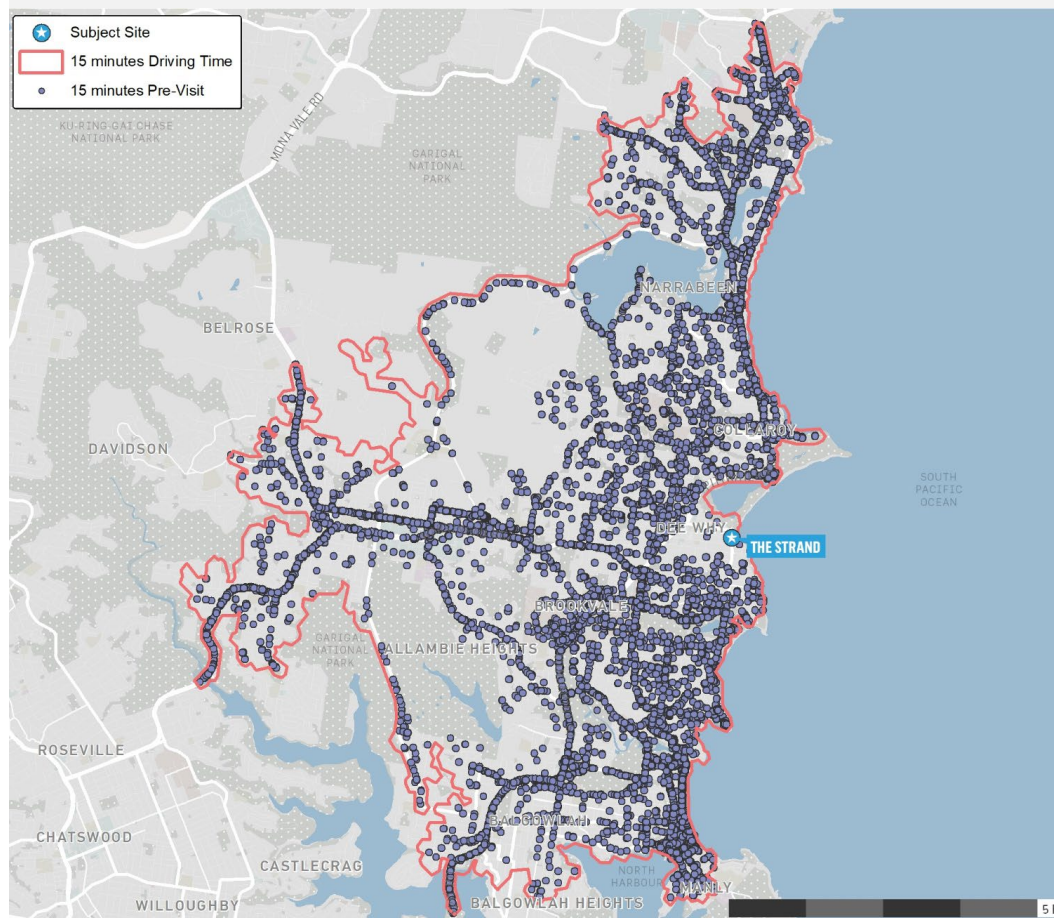 Subject Site
15 minutes Driving Time
15 minutes Pre-Visit
KU-RING-GAI CHASE
NATIONAL PARK
MONA VALE RD
GARIGAL
NATIONAL
PARK
NARRABEEN
BELROSE
COLLAROY
DAVIDSON
SOUTH
PACIFIC
OCEAN
DEE WHY
THE STRAND
BROOKVALE
GARIGAL
NATIONAL
PARK
ALLAMBIE HEIGHTS
ROSEVILLE
BALGOWLAH
CHATSWOOD
CASTLECRAG
NORTH
HARBOUR
MANLY
WILLOUGHBY
BALGOWLAH HEIGHTS
5